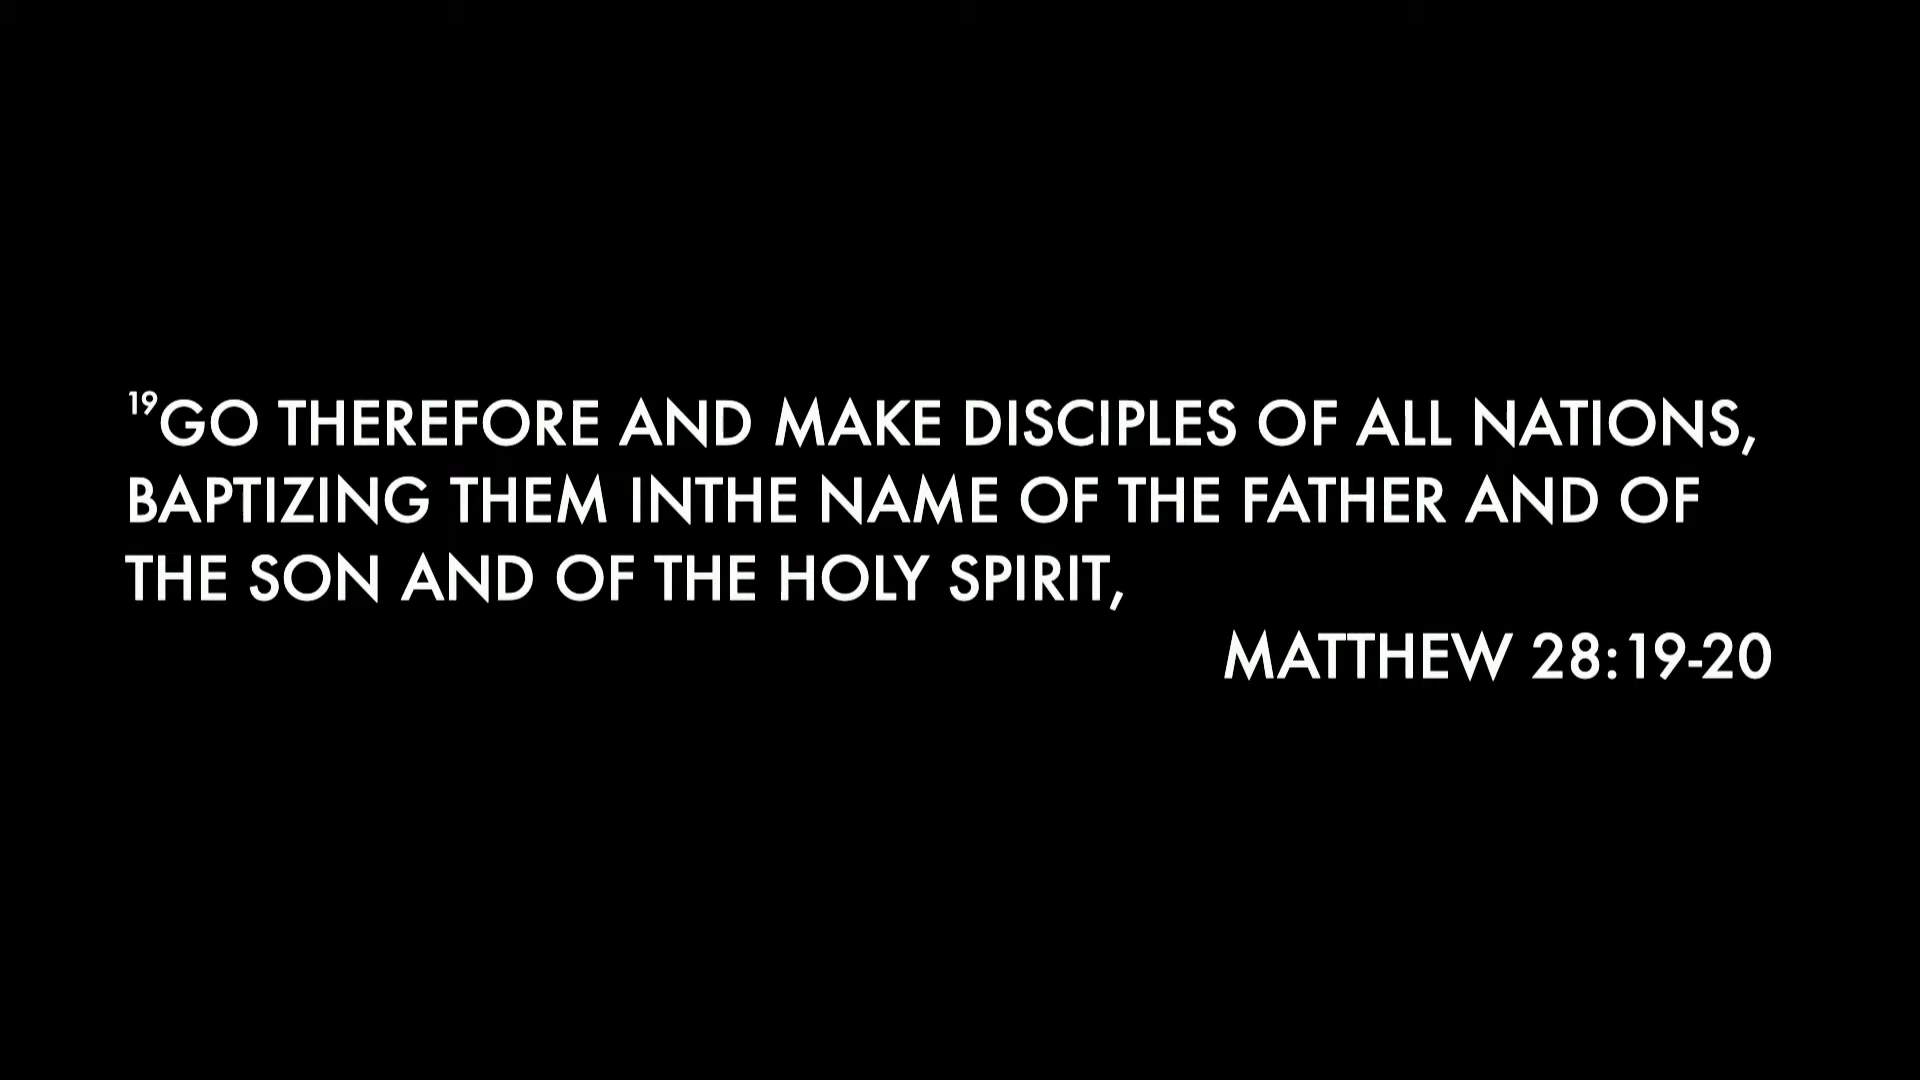 ¹⁹GO THEREFORE AND MAKE DISCIPLES OF ALL NATIONS,
BAPTIZING THEM INTHE NAME OF THE FATHER AND OF
THE SON AND OF THE HOLY SPIRIT,
MATTHEW 28:19-20